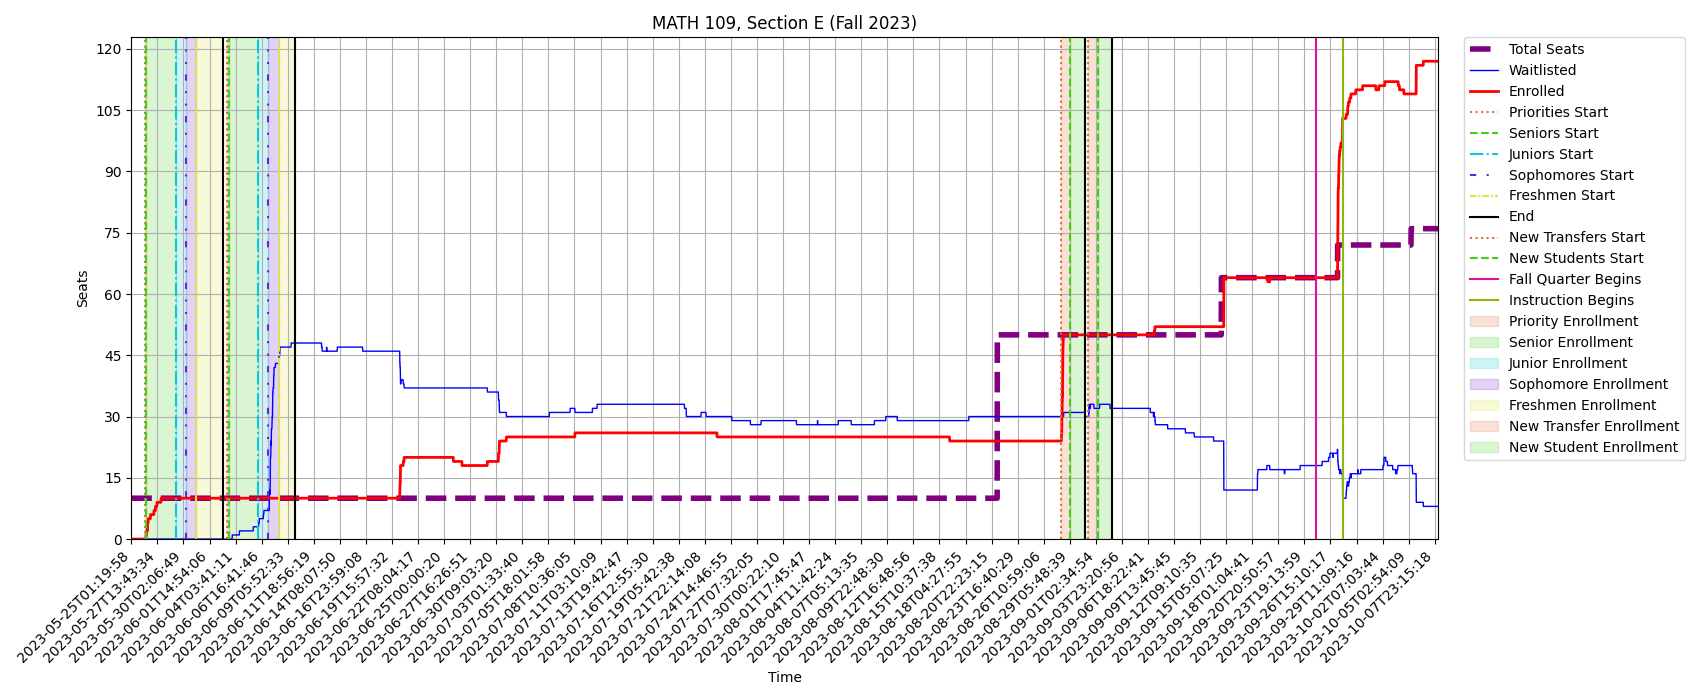 MATH 109, Section E (Fall 2023)
120
105
90
75
60
45
30
15
0
Seats
2023-05-25T01:19:58
2023-05-27T13:43:34
2023-05-30T02:06:49
2023-06-01T14:54:06
2023-06-04T03:41:11
2023-06-06T16:41:46
2023-06-09T05:52:33
2023-06-11T18:56:19
2023-06-14T08:07:50
2023-06-16T23:59:08
2023-06-19T15:57:32
2023-06-22T08:04:17
2023-06-25T00:00:20
2023-06-27T16:26:51
2023-06-30T09:03:20
2023-07-03T01:33:40
2023-07-05T18:01:58
2023-07-08T10:36:05
2023-07-11T03:10:09
2023-07-13T19:42:47
2023-07-16T12:55:30
2023-07-19T05:42:38
2023-07-21T22:14:08
2023-07-24T14:46:55
2023-07-27T07:32:05
2023-07-30T00:22:10
2023-08-01T17:45:47
2023-08-04T11:42:24
2023-08-07T05:13:35
2023-08-09T22:48:30
2023-08-12T16:48:56
2023-08-15T10:37:38
2023-08-18T04:27:55
2023-08-20T22:23:15
2023-08-23T16:40:29
2023-08-26T10:59:06
2023-08-29T05:48:39
2023-09-01T02:34:54
2023-09-03T23:20:56
2023-09-06T18:22:41
2023-09-09T13:45:45
2023-09-12T09:10:35
2023-09-15T05:07:25
2023-09-18T01:04:41
2023-09-20T20:50:57
2023-09-23T19:13:59
2023-09-26T15:10:17
2023-09-29T11:09:16
2023-10-02T07:03:44
2023-10-05T02:54:09
2023-10-07T23:15:18
Time
Total Seats
Waitlisted
Enrolled
Priorities Start
Seniors Start
Juniors Start
Sophomores Start
Freshmen Start
End
New Transfers Start
New Students Start
Fall Quarter Begins
Instruction Begins
Priority Enrollment
Senior Enrollment
Junior Enrollment
Sophomore Enrollment
Freshmen Enrollment
New Transfer Enrollment
New Student Enrollment